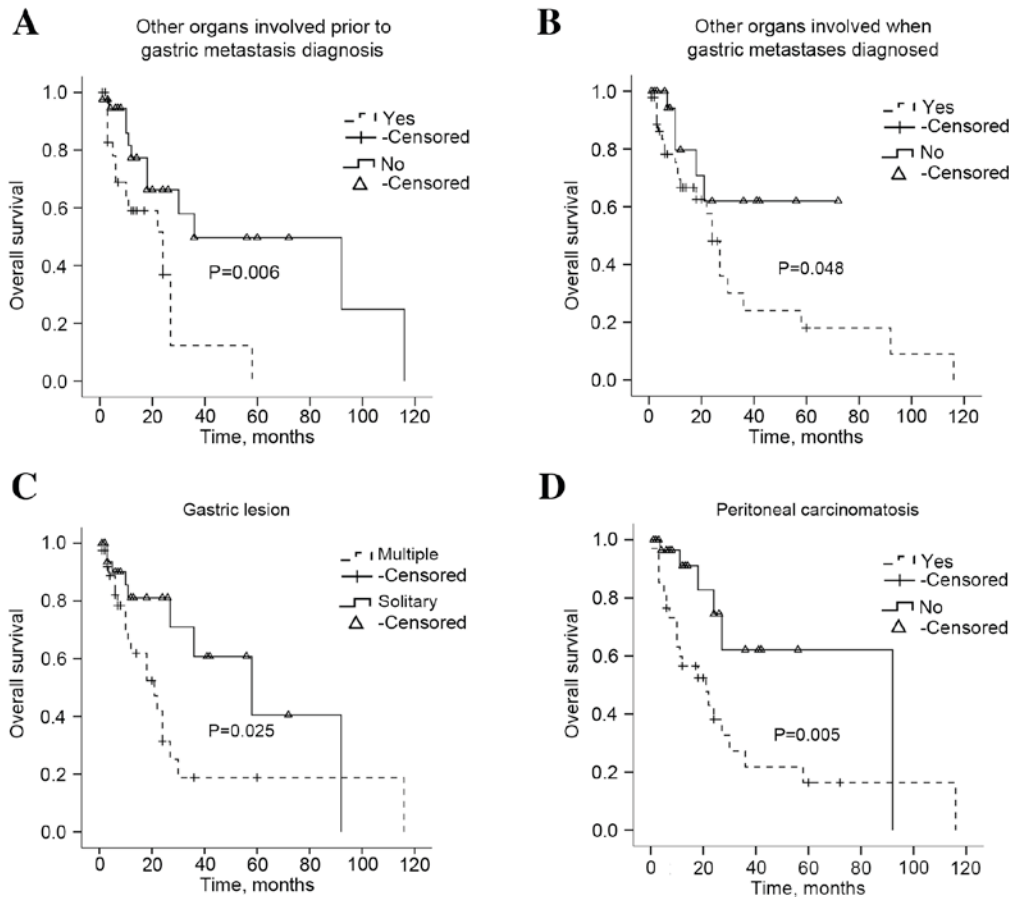 A
Other organs involved prior to
gastric metastasis diagnosis
Overall survival
1.0
0.8
0.6
0.4
0.2
0.0
Yes
-Censored
No
-Censored
P=0.006
0 20 40 60 80 100 120
Time, months
B
Other organs involved when
gastric metastases diagnosed
Overall survival
1.0
0.8
0.6
0.4
0.2
0.0
Yes
-Censored
No
-Censored
P=0.048
0 20 40 60 80 100 120
Time, months
C
Gastric lesion
Overall survival
1.0
0.8
0.6
0.4
0.2
0.0
Multiple
-Censored
Solitary
-Censored
P=0.025
0 20 40 60 80 100 120
Time, months
D
Peritoneal carcinomatosis
Overall survival
1.0
0.8
0.6
0.4
0.2
0.0
Yes
-Censored
No
-Censored
P=0.005
0 20 40 60 80 100 120
Time, months